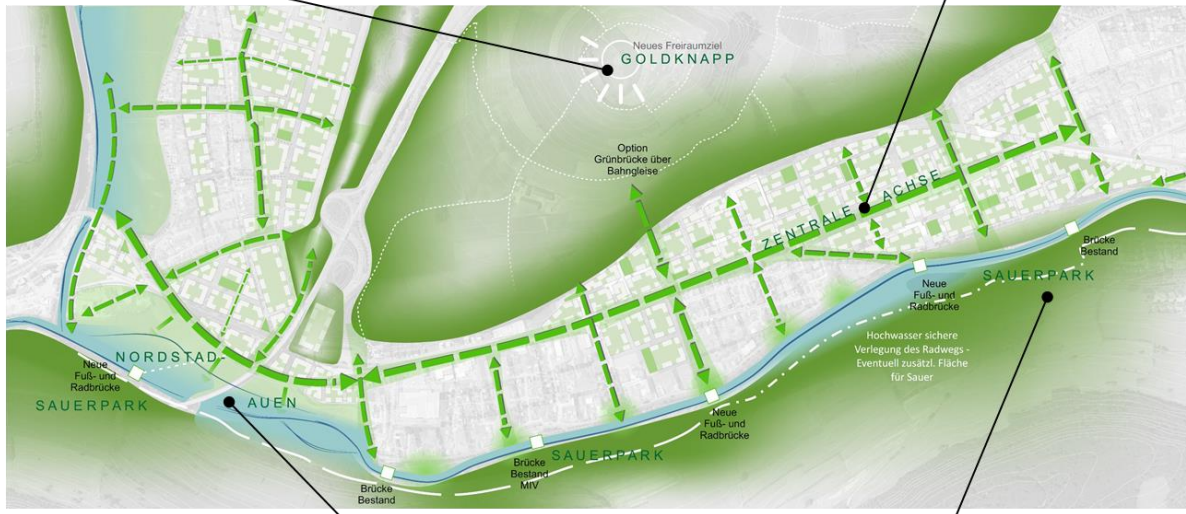 Neues Freiraumziel
GOLDKNAPP
Option
Grünbrücke über
Bahngleise
ZENTRALE ACHSE
Brücke
Bestand
SAUERPARK
Neue
Fuß- und
Radbrücke
Hochwasser sichere
Verlegung des Radwegs -
Eventuell zusätzl. Fläche
für Sauer
NORDSTAD-
Neue
Fuß- und
Radbrücke
SAUERPARK
AUEN
Neue
Fuß- und
Radbrücke
SAUERPARK
Brücke
Bestand
MIV
Brücke
Bestand